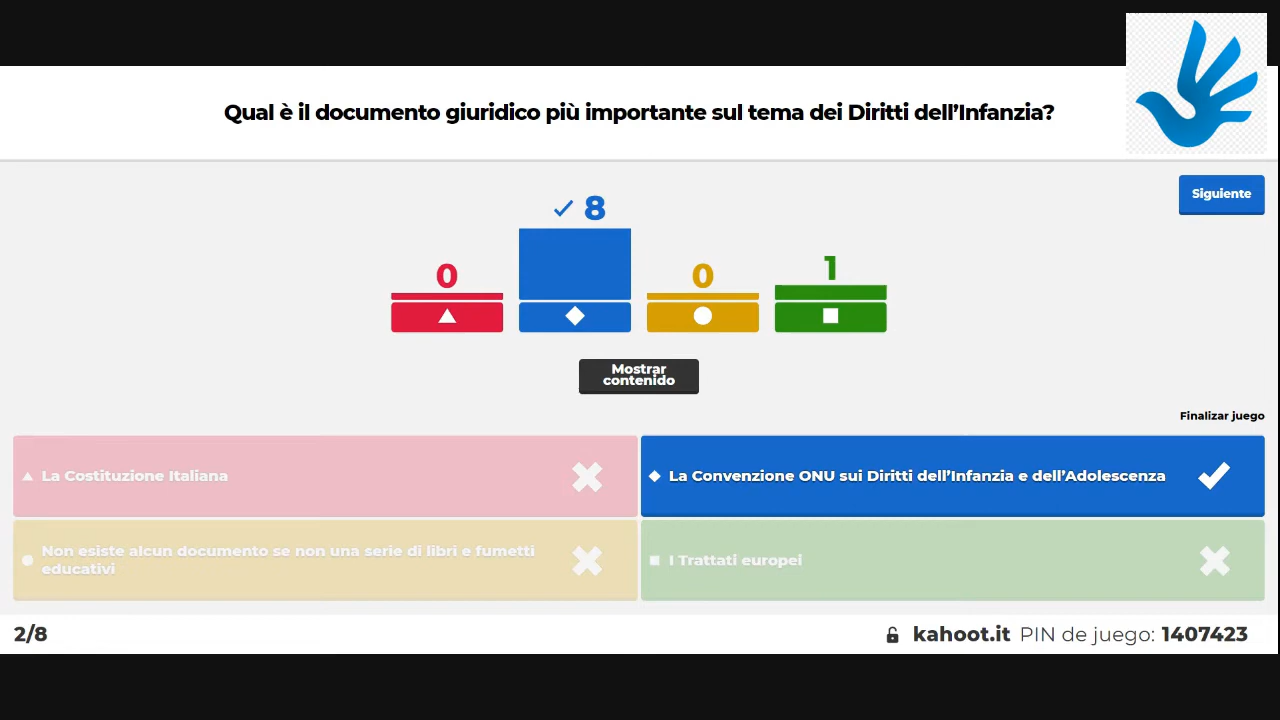 Qual è il documento giuridico più importante sul tema dei Diritti dell'Infanzia?
Siguiente
0
8
0
1
Mostrar
contenido
Finalizar juego
La Costituzione Italiana
La Convenzione ONU sui Diritti dell'Infanzia e dell'Adolescenza
Non esiste alcun documento se non una serie di libri e fumetti
educativi
I Trattati europei
2/8
kahoot.it PIN de juego: 1407423